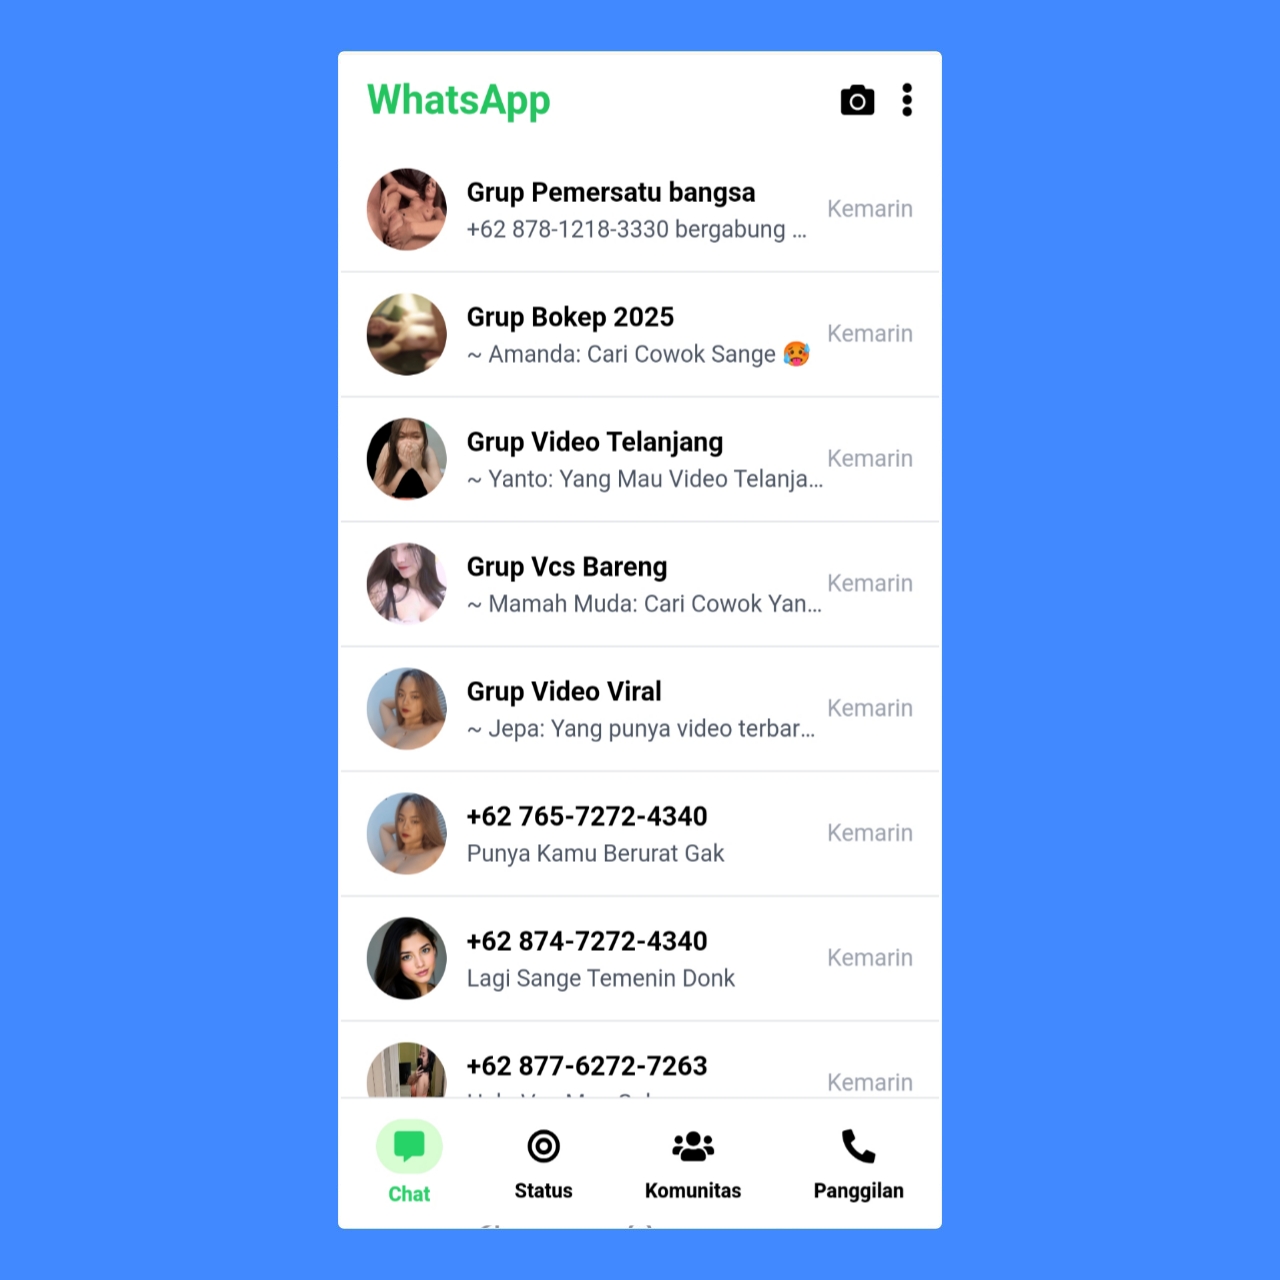 WhatsApp
Grup Pemersatu bangsa
+62 878-1218-3330 bergabung ...
Kemarin
Grup Bokep 2025
~ Amanda: Cari Cowok Sange 🥵
Kemarin
Grup Video Telanjang
~ Yanto: Yang Mau Video Telanja...
Kemarin
Grup Vcs Bareng
~ Mamah Muda: Cari Cowok Yan...
Kemarin
Grup Video Viral
~ Jepa: Yang punya video terbar...
Kemarin
+62 765-7272-4340
Punya Kamu Berurat Gak
Kemarin
+62 874-7272-4340
Lagi Sange Temenin Donk
Kemarin
+62 877-6272-7263
Kemarin
Chat
Status
Komunitas
Panggilan